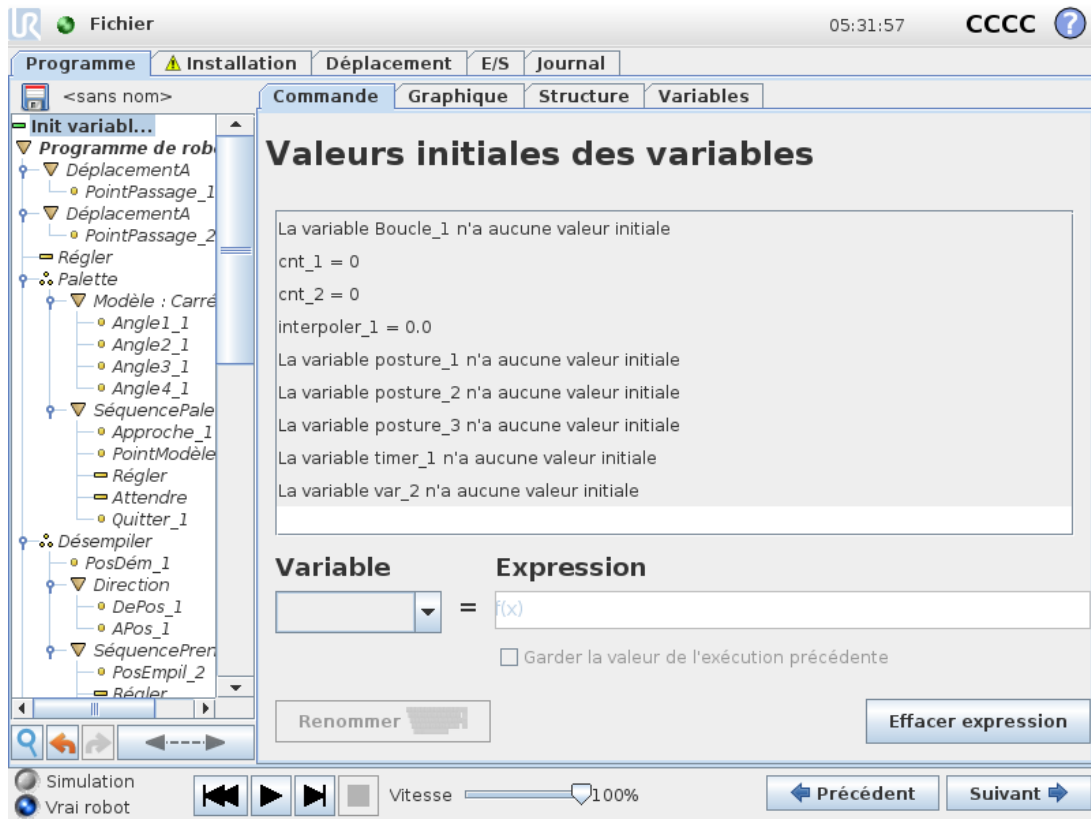 UR Fichier 05:31:57 CCCC ?
Programme Installation Déplacement E/S Journal
<sans nom> Commande Graphique Structure Variables
Init variabl...
Programme de rob
DéplacementA
PointPassage_1
DéplacementA
PointPassage_2
Régler
Palette
Modèle : Carré
Angle1_1
Angle2_1
Angle3_1
Angle4_1
SéquencePale
Approche_1
PointModèle
Régler
Attendre
Quitter_1
Désempiler
PosDém_1
Direction
DePos_1
APos_1
SéquencePren
PosEmpil_2
Régler
Valeurs initiales des variables
La variable Boucle_1 n'a aucune valeur initiale
cnt_1 = 0
cnt_2 = 0
interpoler_1 = 0.0
La variable posture_1 n'a aucune valeur initiale
La variable posture_2 n'a aucune valeur initiale
La variable posture_3 n'a aucune valeur initiale
La variable timer_1 n'a aucune valeur initiale
La variable var_2 n'a aucune valeur initiale
Variable Expression
= f(x)
Garder la valeur de l'exécution précédente
Renommer Effacer expression
Simulation
Vrai robot
Vitesse 100%
Précédent Suivant